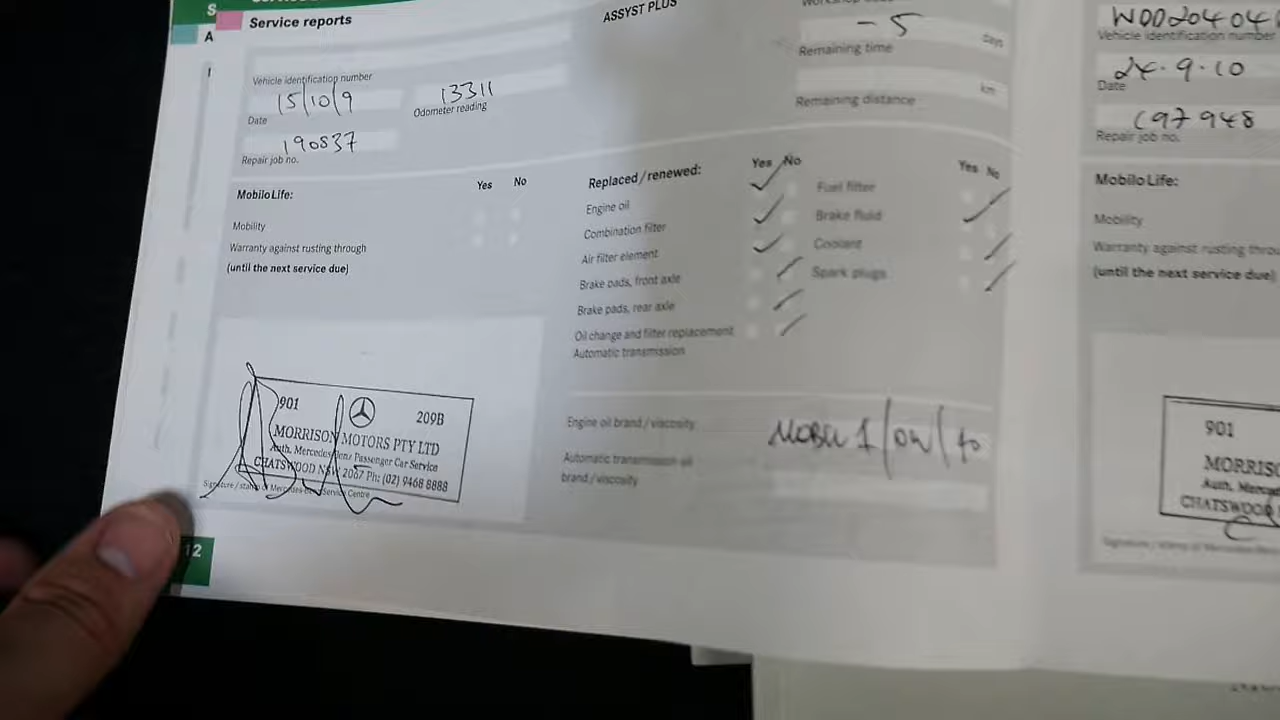 S
Service reports
ASSYST PLUS
A
Vehicle identification number
15/10/9
Date
13311
Odometer reading
190837
Repair job no.
- 5 days
Remaining time
km
Remaining distance
MobiloLife:
Yes No
Mobility
Warranty against rusting through
(until the next service due)
Replaced/renewed:
Yes No
Engine oil
Combination filter
Air filter element
Brake pads, front axle
Brake pads, rear axle
Oil change and filter replacement
Automatic transmission
Yes No
Fuel filter
Brake fluid
Coolant
Spark plugs
901
209B
MORRISON MOTORS PTY LTD
Auth. Mercedes-Benz Passenger Car Service
CHATSWOOD NSW 2067 Ph: (02) 9468 8888
Signature/stamp of Mercedes-Benz Service Centre
Engine oil brand/viscosity
MOBIL 1/0W/40
Automatic transmission oil
brand/viscosity
12
Vehicle identification number
24.9.10
Date
197948
Repair job no.
MobiloLife:
Mobility
Warranty against rusting
(until the next service due)
901
Auth.